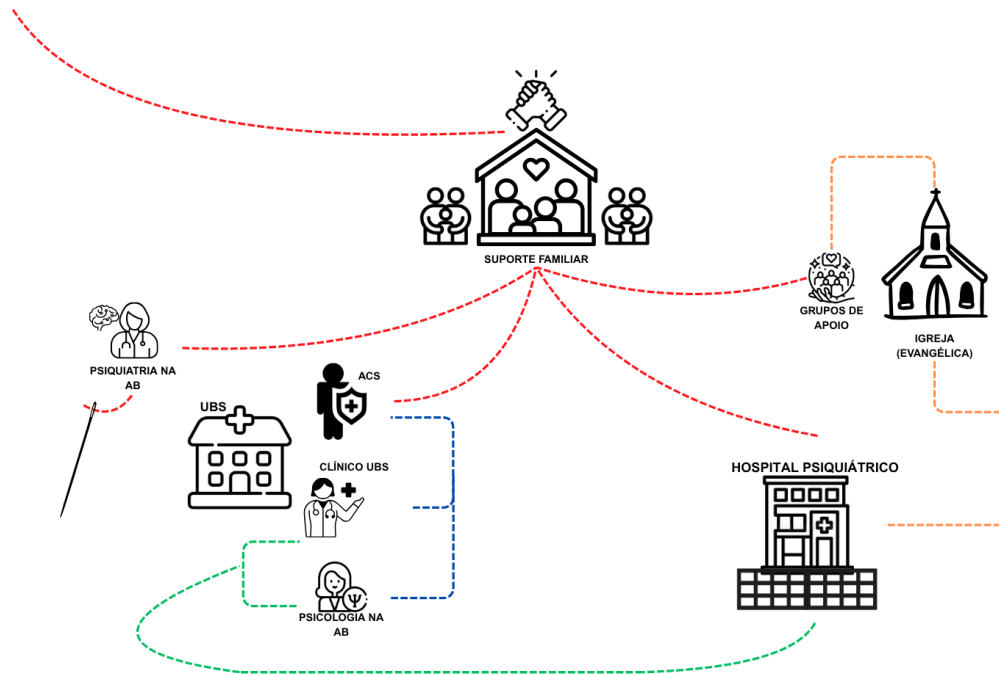 SUPORTE FAMILIAR
GRUPOS DE
APOIO
IGREJA
(EVANGÉLICA)
PSIQUIATRIA NA
AB
ACS
UBS
CLÍNICO UBS
HOSPITAL PSIQUIÁTRICO
PSICOLOGIA NA
AB